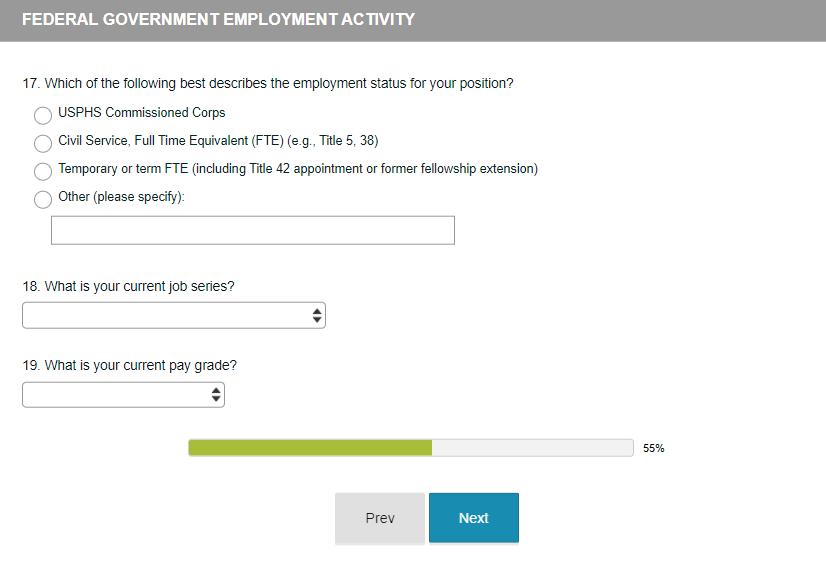 FEDERAL GOVERNMENT EMPLOYMENT ACTIVITY
17. Which of the following best describes the employment status for your position?
USPHS Commissioned Corps
Civil Service, Full Time Equivalent (FTE) (e.g., Title 5, 38)
Temporary or term FTE (including Title 42 appointment or former fellowship extension)
Other (please specify):
18. What is your current job series?
19. What is your current pay grade?
55%
Prev
Next